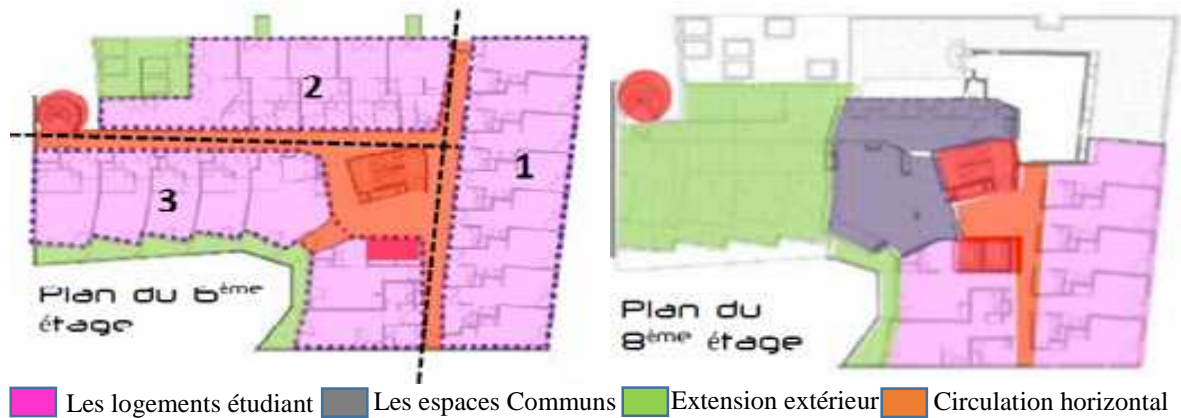 2
1
3
Plan du 6ème
étage
Plan du
8ème étage
Les logements étudiant Les espaces Communs Extension extérieur Circulation horizontal